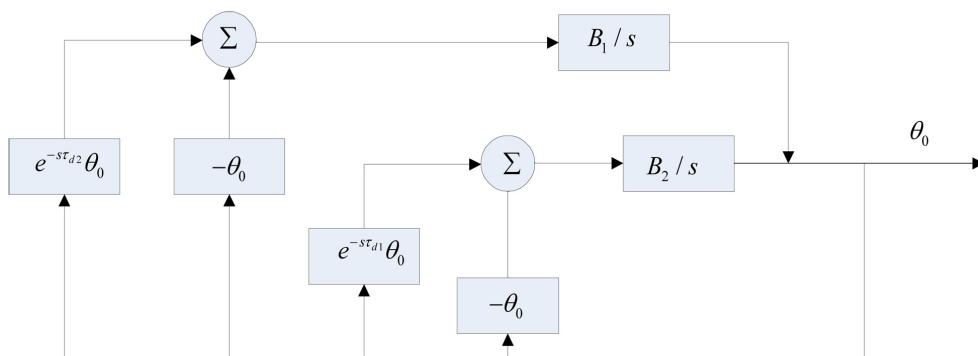 Σ
B₁ / s
θ₀
e^{-sτ_{d2}}θ₀
−θ₀
Σ
B₂ / s
e^{-sτ_{d1}}θ₀
−θ₀